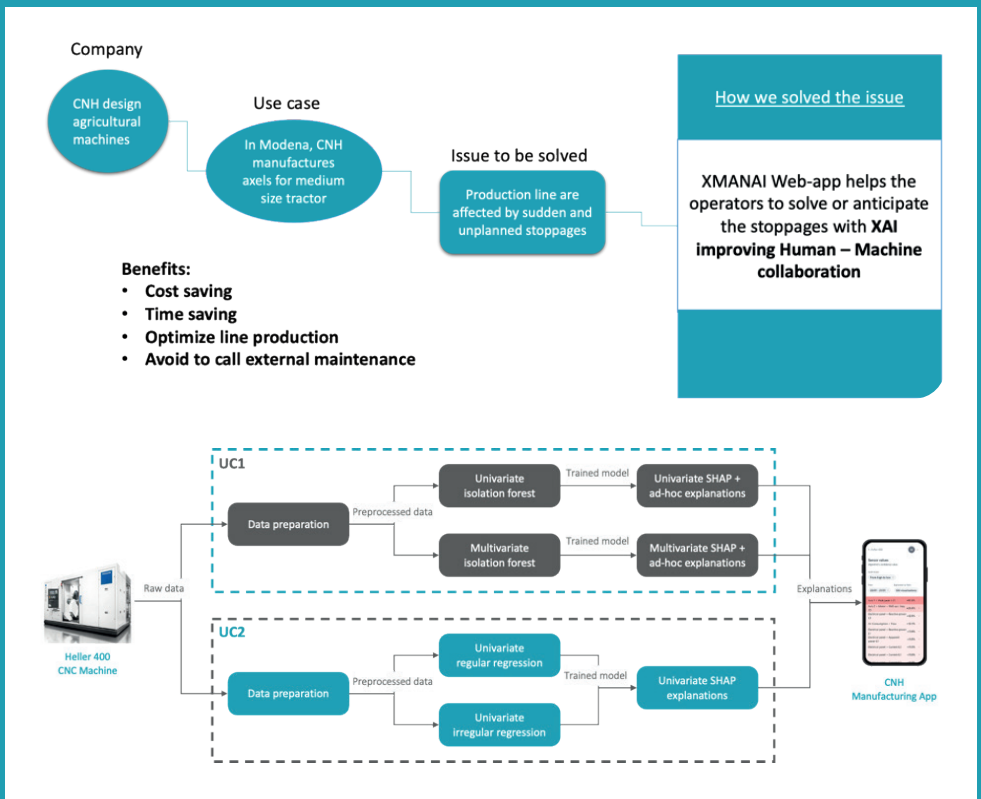 Company
CNH design
agricultural
machines
Use case
In Modena, CNH
manufactures
axels for medium
size tractor
Issue to be solved
Production line are
affected by sudden and
unplanned stoppages
How we solved the issue
XMANAI Web-app helps the
operators to solve or anticipate
the stoppages with XAI
improving Human – Machine
collaboration
Benefits:
• Cost saving
• Time saving
• Optimize line production
• Avoid to call external maintenance
UC1
Data preparation
Preprocessed data
Univariate
isolation forest
Trained model
Univariate SHAP +
ad-hoc explanations
Multivariate
isolation forest
Trained model
Multivariate SHAP +
ad-hoc explanations
Raw data
Heller 400
CNC Machine
Explanations
CNH
Manufacturing App
UC2
Data preparation
Preprocessed data
Univariate
regular regression
Trained model
Univariate
irregular regression
Univariate SHAP
explanations